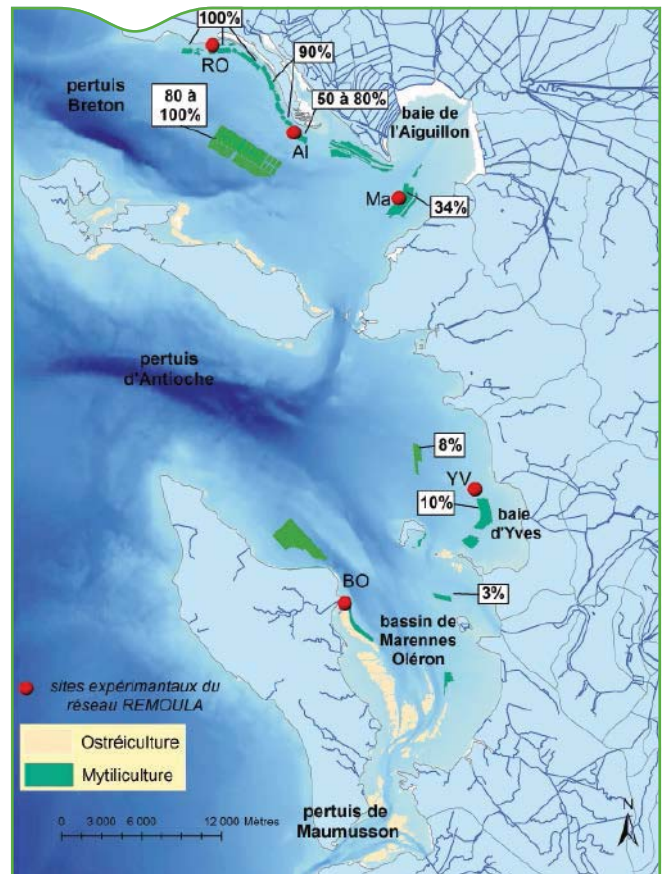 100%
RO
90%
pertuis
Breton
80 à
100%
50 à 80%
baie de
l'Aiguillon
AI
Ma
34%
pertuis
d'Antioche
8%
YV
10%
baie
d'Yves
BO
3%
bassin de
Marennes
Oléron
sites expérimantaux du
réseau REMOULA
Ostréiculture
Mytiliculture
0 3 000 6 000 12 000 Mètres
pertuis de
Maumusson
N